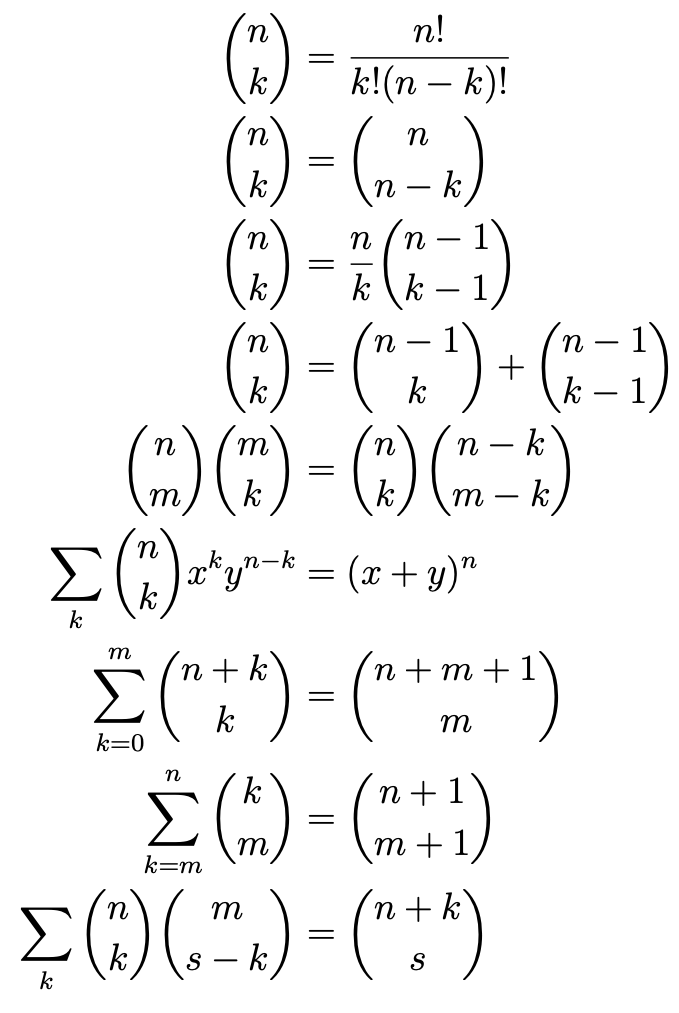 \binom{n}{k} = \frac{n!}{k!(n-k)!}
\binom{n}{k} = \binom{n}{n-k}
\binom{n}{k} = \frac{n}{k}\binom{n-1}{k-1}
\binom{n}{k} = \binom{n-1}{k} + \binom{n-1}{k-1}
\binom{n}{m}\binom{m}{k} = \binom{n}{k}\binom{n-k}{m-k}
\sum_{k}\binom{n}{k}x^k y^{n-k} = (x+y)^n
\sum_{k=0}^{m}\binom{n+k}{k} = \binom{n+m+1}{m}
\sum_{k=m}^{n}\binom{k}{m} = \binom{n+1}{m+1}
\sum_{k}\binom{n}{k}\binom{m}{s-k} = \binom{n+k}{s}